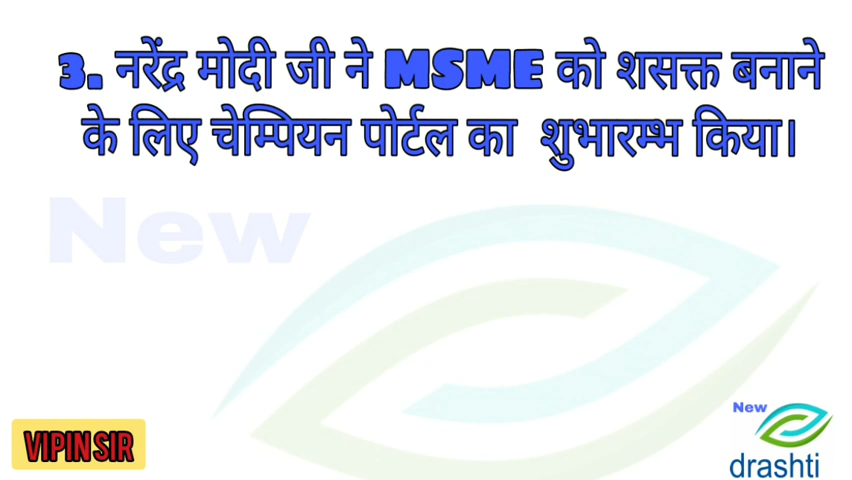 3. नरेंद्र मोदी जी ने MSME को शसक्त बनाने
के लिए चेम्पियन पोर्टल का शुभारम्भ किया।
New
VIPIN SIR
New
drashti